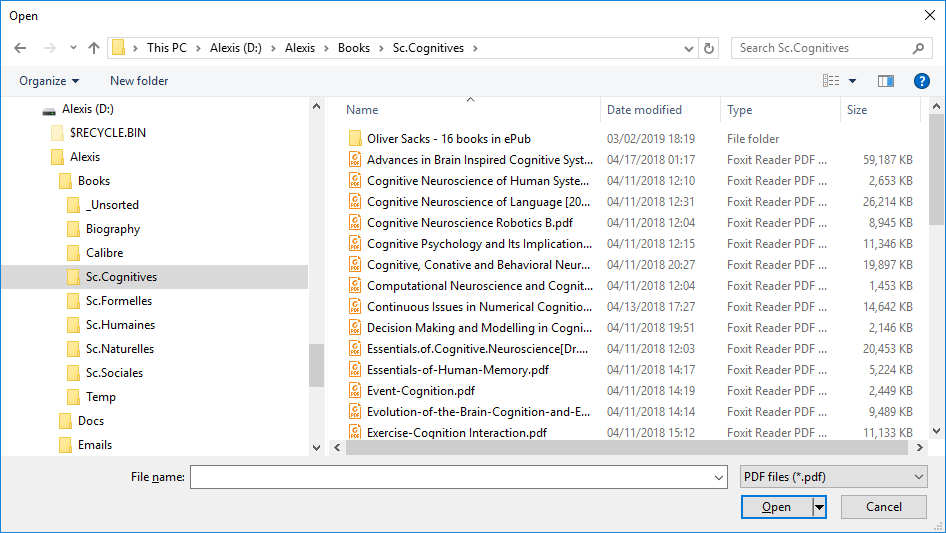 Open
This PC > Alexis (D:) > Alexis > Books > Sc.Cognitives >
Search Sc.Cognitives
Organize
New folder
?
Alexis (D:)
$RECYCLE.BIN
Alexis
Books
_Unsorted
Biography
Calibre
Sc.Cognitives
Sc.Formelles
Sc.Humaines
Sc.Naturelles
Sc.Sociales
Temp
Docs
Emails
Name Date modified Type Size
Oliver Sacks - 16 books in ePub 03/02/2019 18:19 File folder
Advances in Brain Inspired Cognitive Syst... 04/17/2018 01:17 Foxit Reader PDF ... 59,187 KB
Cognitive Neuroscience of Human Syste... 04/11/2018 12:10 Foxit Reader PDF ... 2,653 KB
Cognitive Neuroscience of Language [20... 04/11/2018 12:31 Foxit Reader PDF ... 26,214 KB
Cognitive Neuroscience Robotics B.pdf 04/11/2018 12:04 Foxit Reader PDF ... 8,945 KB
Cognitive Psychology and Its Implication... 04/11/2018 12:15 Foxit Reader PDF ... 11,346 KB
Cognitive, Conative and Behavioral Neur... 04/11/2018 20:27 Foxit Reader PDF ... 19,897 KB
Computational Neuroscience and Cognit... 04/11/2018 12:04 Foxit Reader PDF ... 1,453 KB
Continuous Issues in Numerical Cognitio... 04/13/2018 17:27 Foxit Reader PDF ... 14,642 KB
Decision Making and Modelling in Cogni... 04/11/2018 19:51 Foxit Reader PDF ... 2,146 KB
Essentials.of.Cognitive.Neuroscience[Dr.... 04/11/2018 12:03 Foxit Reader PDF ... 20,453 KB
Essentials-of-Human-Memory.pdf 04/11/2018 14:17 Foxit Reader PDF ... 5,224 KB
Event-Cognition.pdf 04/11/2018 14:19 Foxit Reader PDF ... 2,449 KB
Evolution-of-the-Brain-Cognition-and-E... 04/11/2018 14:14 Foxit Reader PDF ... 9,489 KB
Exercise-Cognition Interaction.pdf 04/11/2018 15:12 Foxit Reader PDF ... 11,133 KB
File name:
PDF files (*.pdf)
Open
Cancel